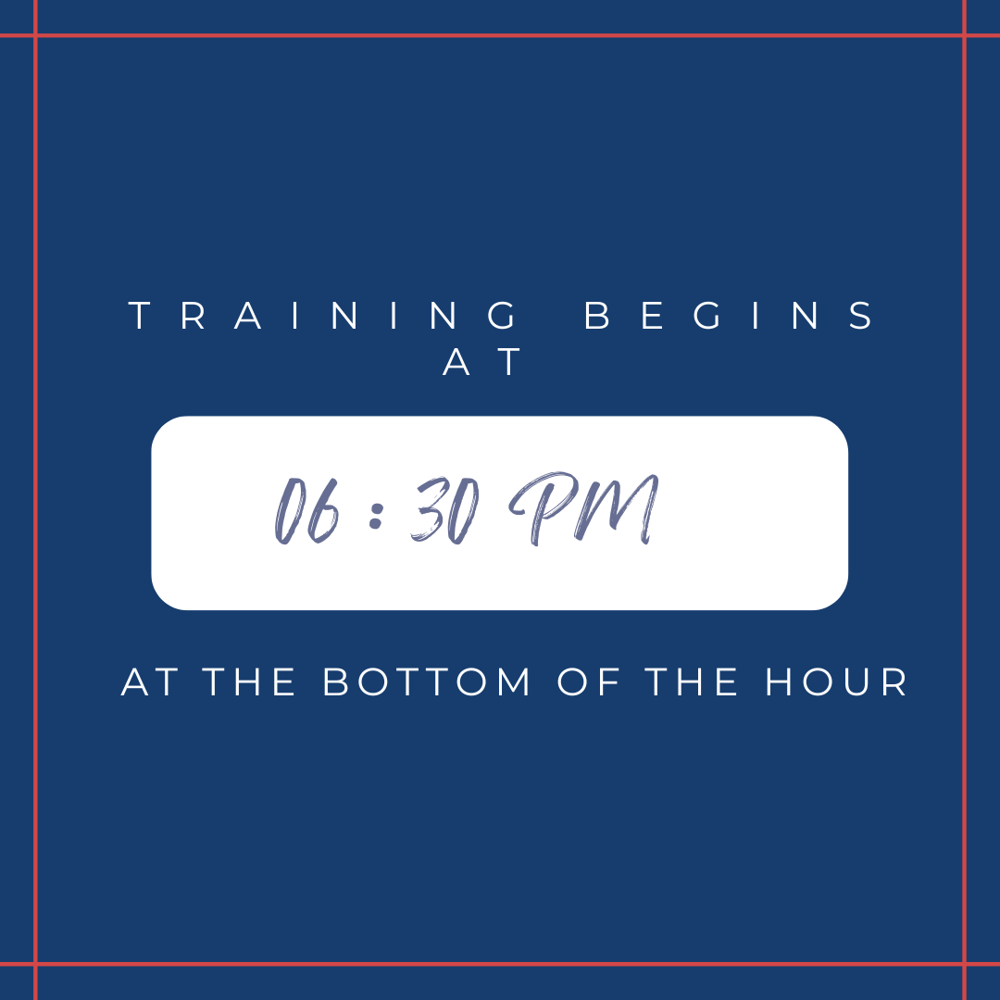 TRAINING BEGINS
AT
06 : 30 PM
AT THE BOTTOM OF THE HOUR